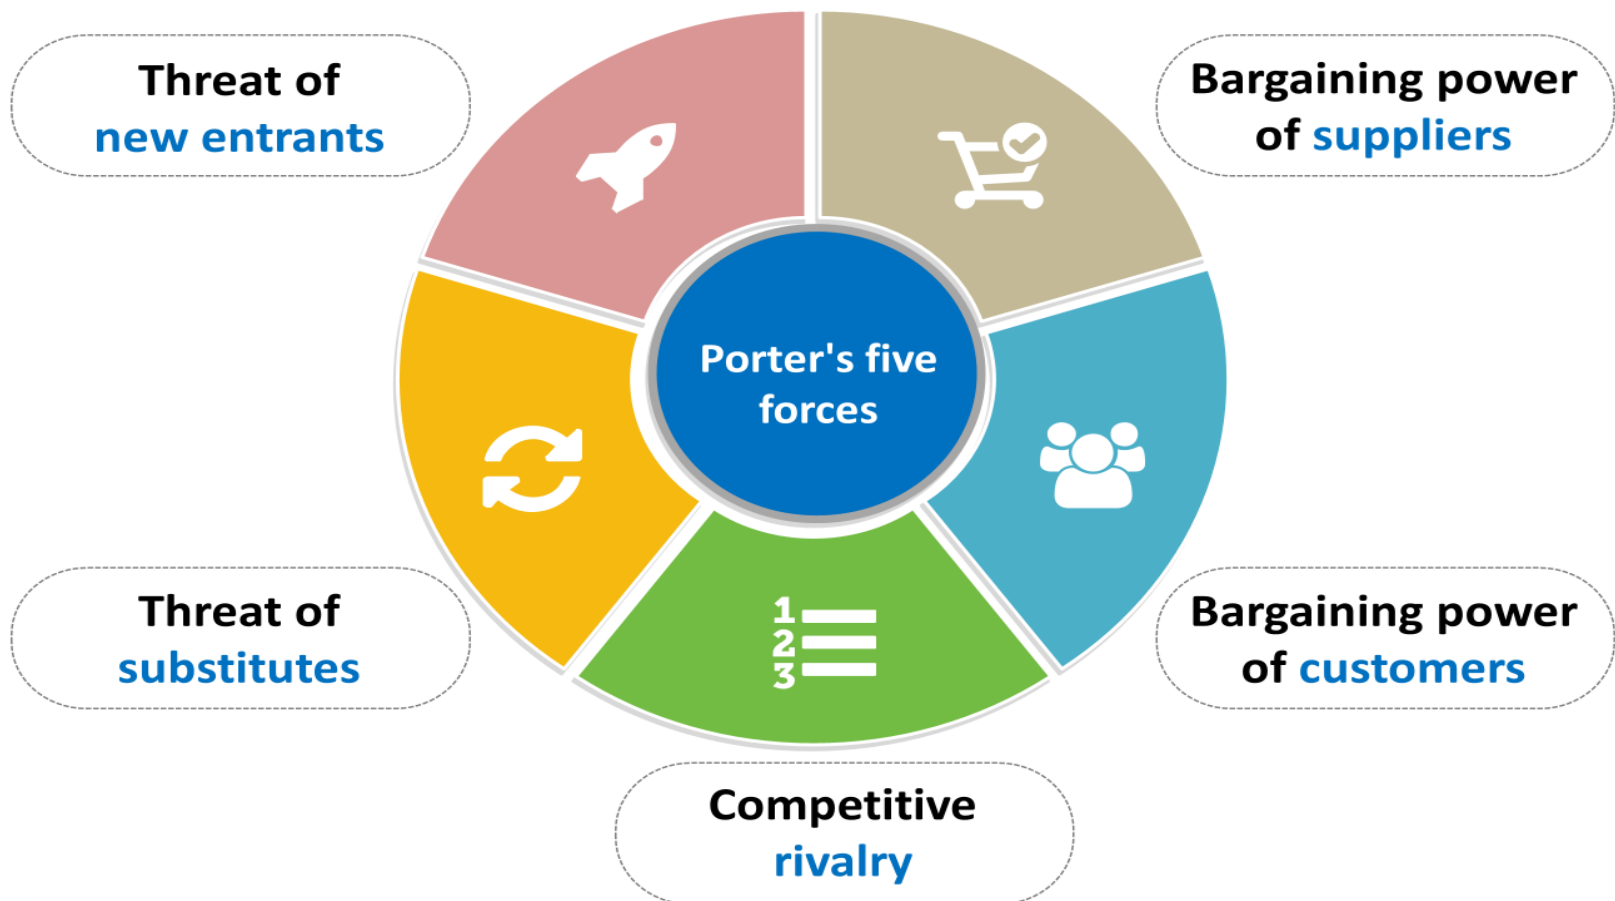 Threat of
new entrants
Bargaining power
of suppliers
Porter's five
forces
Threat of
substitutes
Bargaining power
of customers
1
2
3
Competitive
rivalry